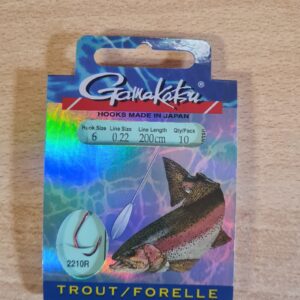 Gamakatsu
HOOKS MADE IN JAPAN
Hook Size Line Size Line Length Qty/Pack
6 0.22 200cm 10
2210R
TROUT/FORELLE